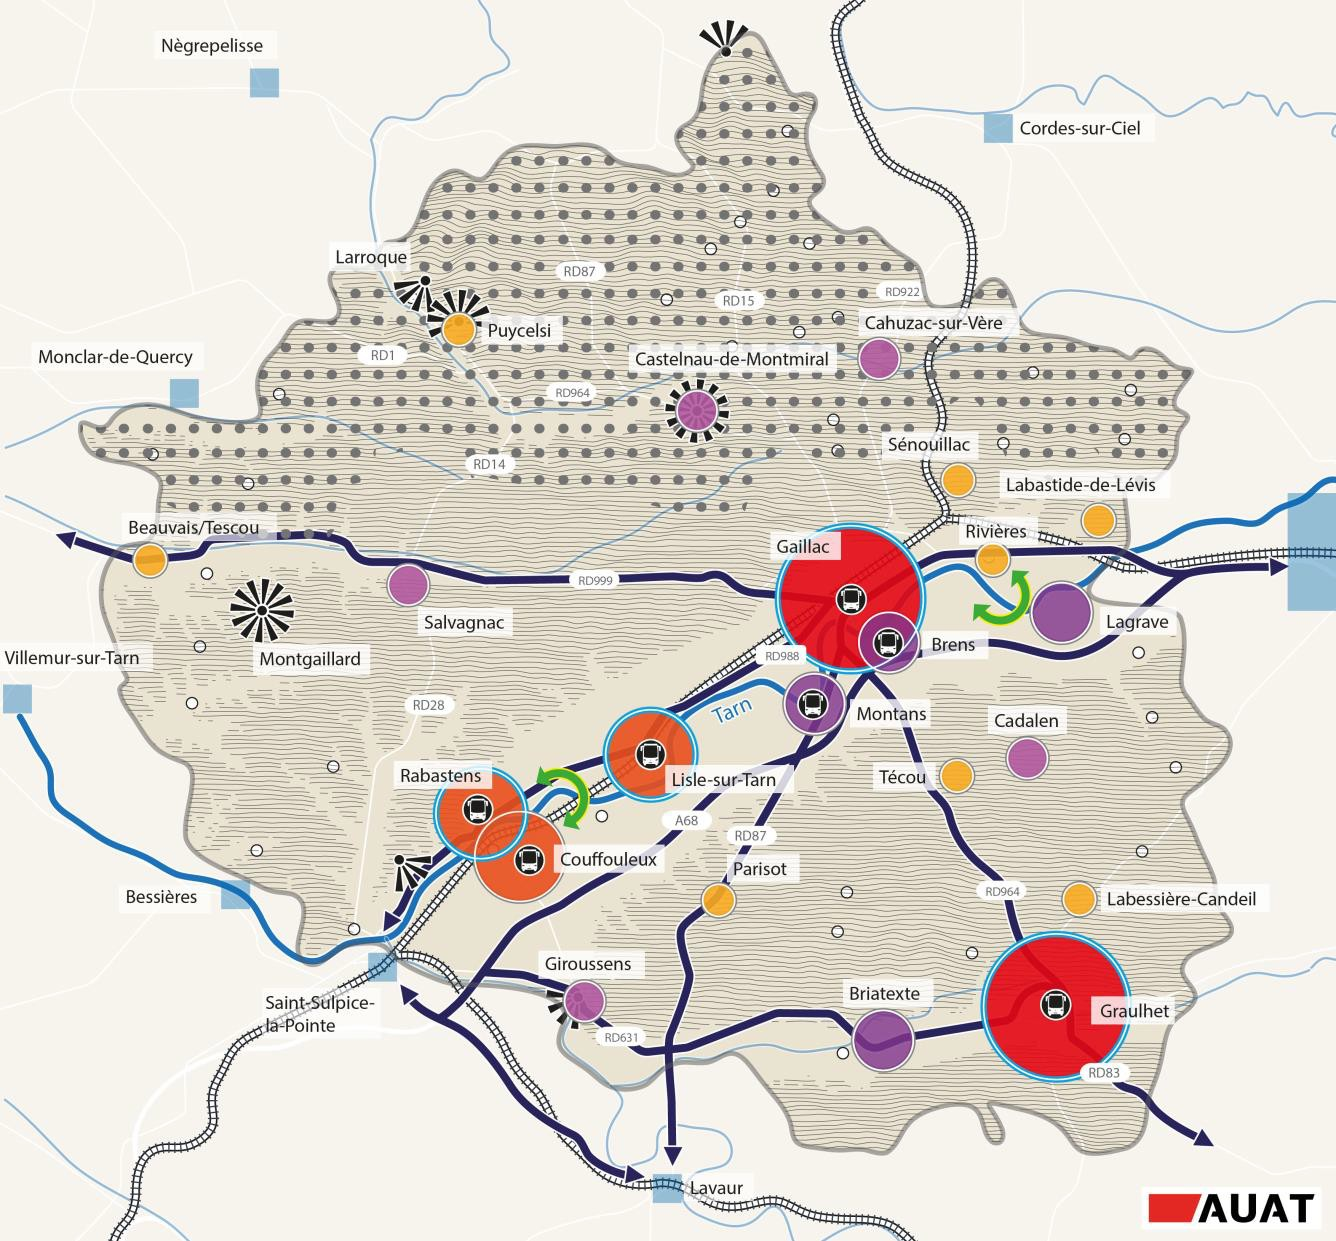 Nègrepelisse
Cordes-sur-Ciel
Larroque
RD87
RD15
RD922
Puycelsi
Cahuzac-sur-Vère
Monclar-de-Quercy
RD1
Castelnau-de-Montmiral
RD964
Sénouillac
RD14
Labastide-de-Lévis
Beauvais/Tescou
Rivières
Gaillac
RD999
Salvagnac
Lagrave
Brens
Villemur-sur-Tarn
Montgaillard
RD988
RD28
Tarn
Montans
Cadalen
Rabastens
Lisle-sur-Tarn
Técou
A68
RD87
Couffouleux
Parisot
RD964
Bessières
Labessière-Candeil
Giroussens
Briatexte
Saint-Sulpice-
la-Pointe
Graulhet
RD631
RD83
Lavaur
AUAT